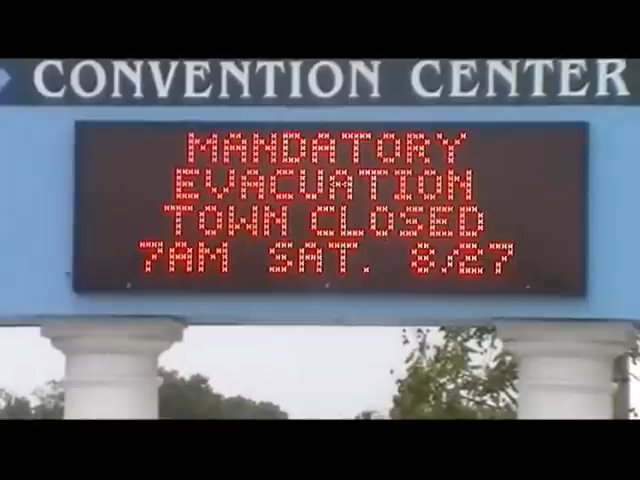 CONVENTION CENTER
MANDATORY
EVACUATION
TOWN CLOSED
7AM SAT. 8/27